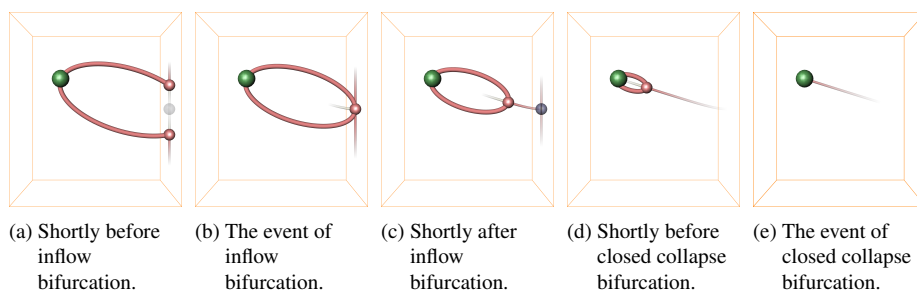 (a) Shortly before
inflow
bifurcation.
(b) The event of
inflow
bifurcation.
(c) Shortly after
inflow
bifurcation.
(d) Shortly before
closed collapse
bifurcation.
(e) The event of
closed collapse
bifurcation.